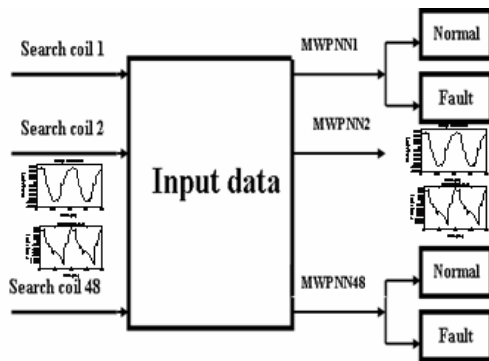 Search coil 1
MWPNN1
Normal
Fault
Search coil 2
MWPNN2
Input data
Search coil 48
MWPNN48
Normal
Fault